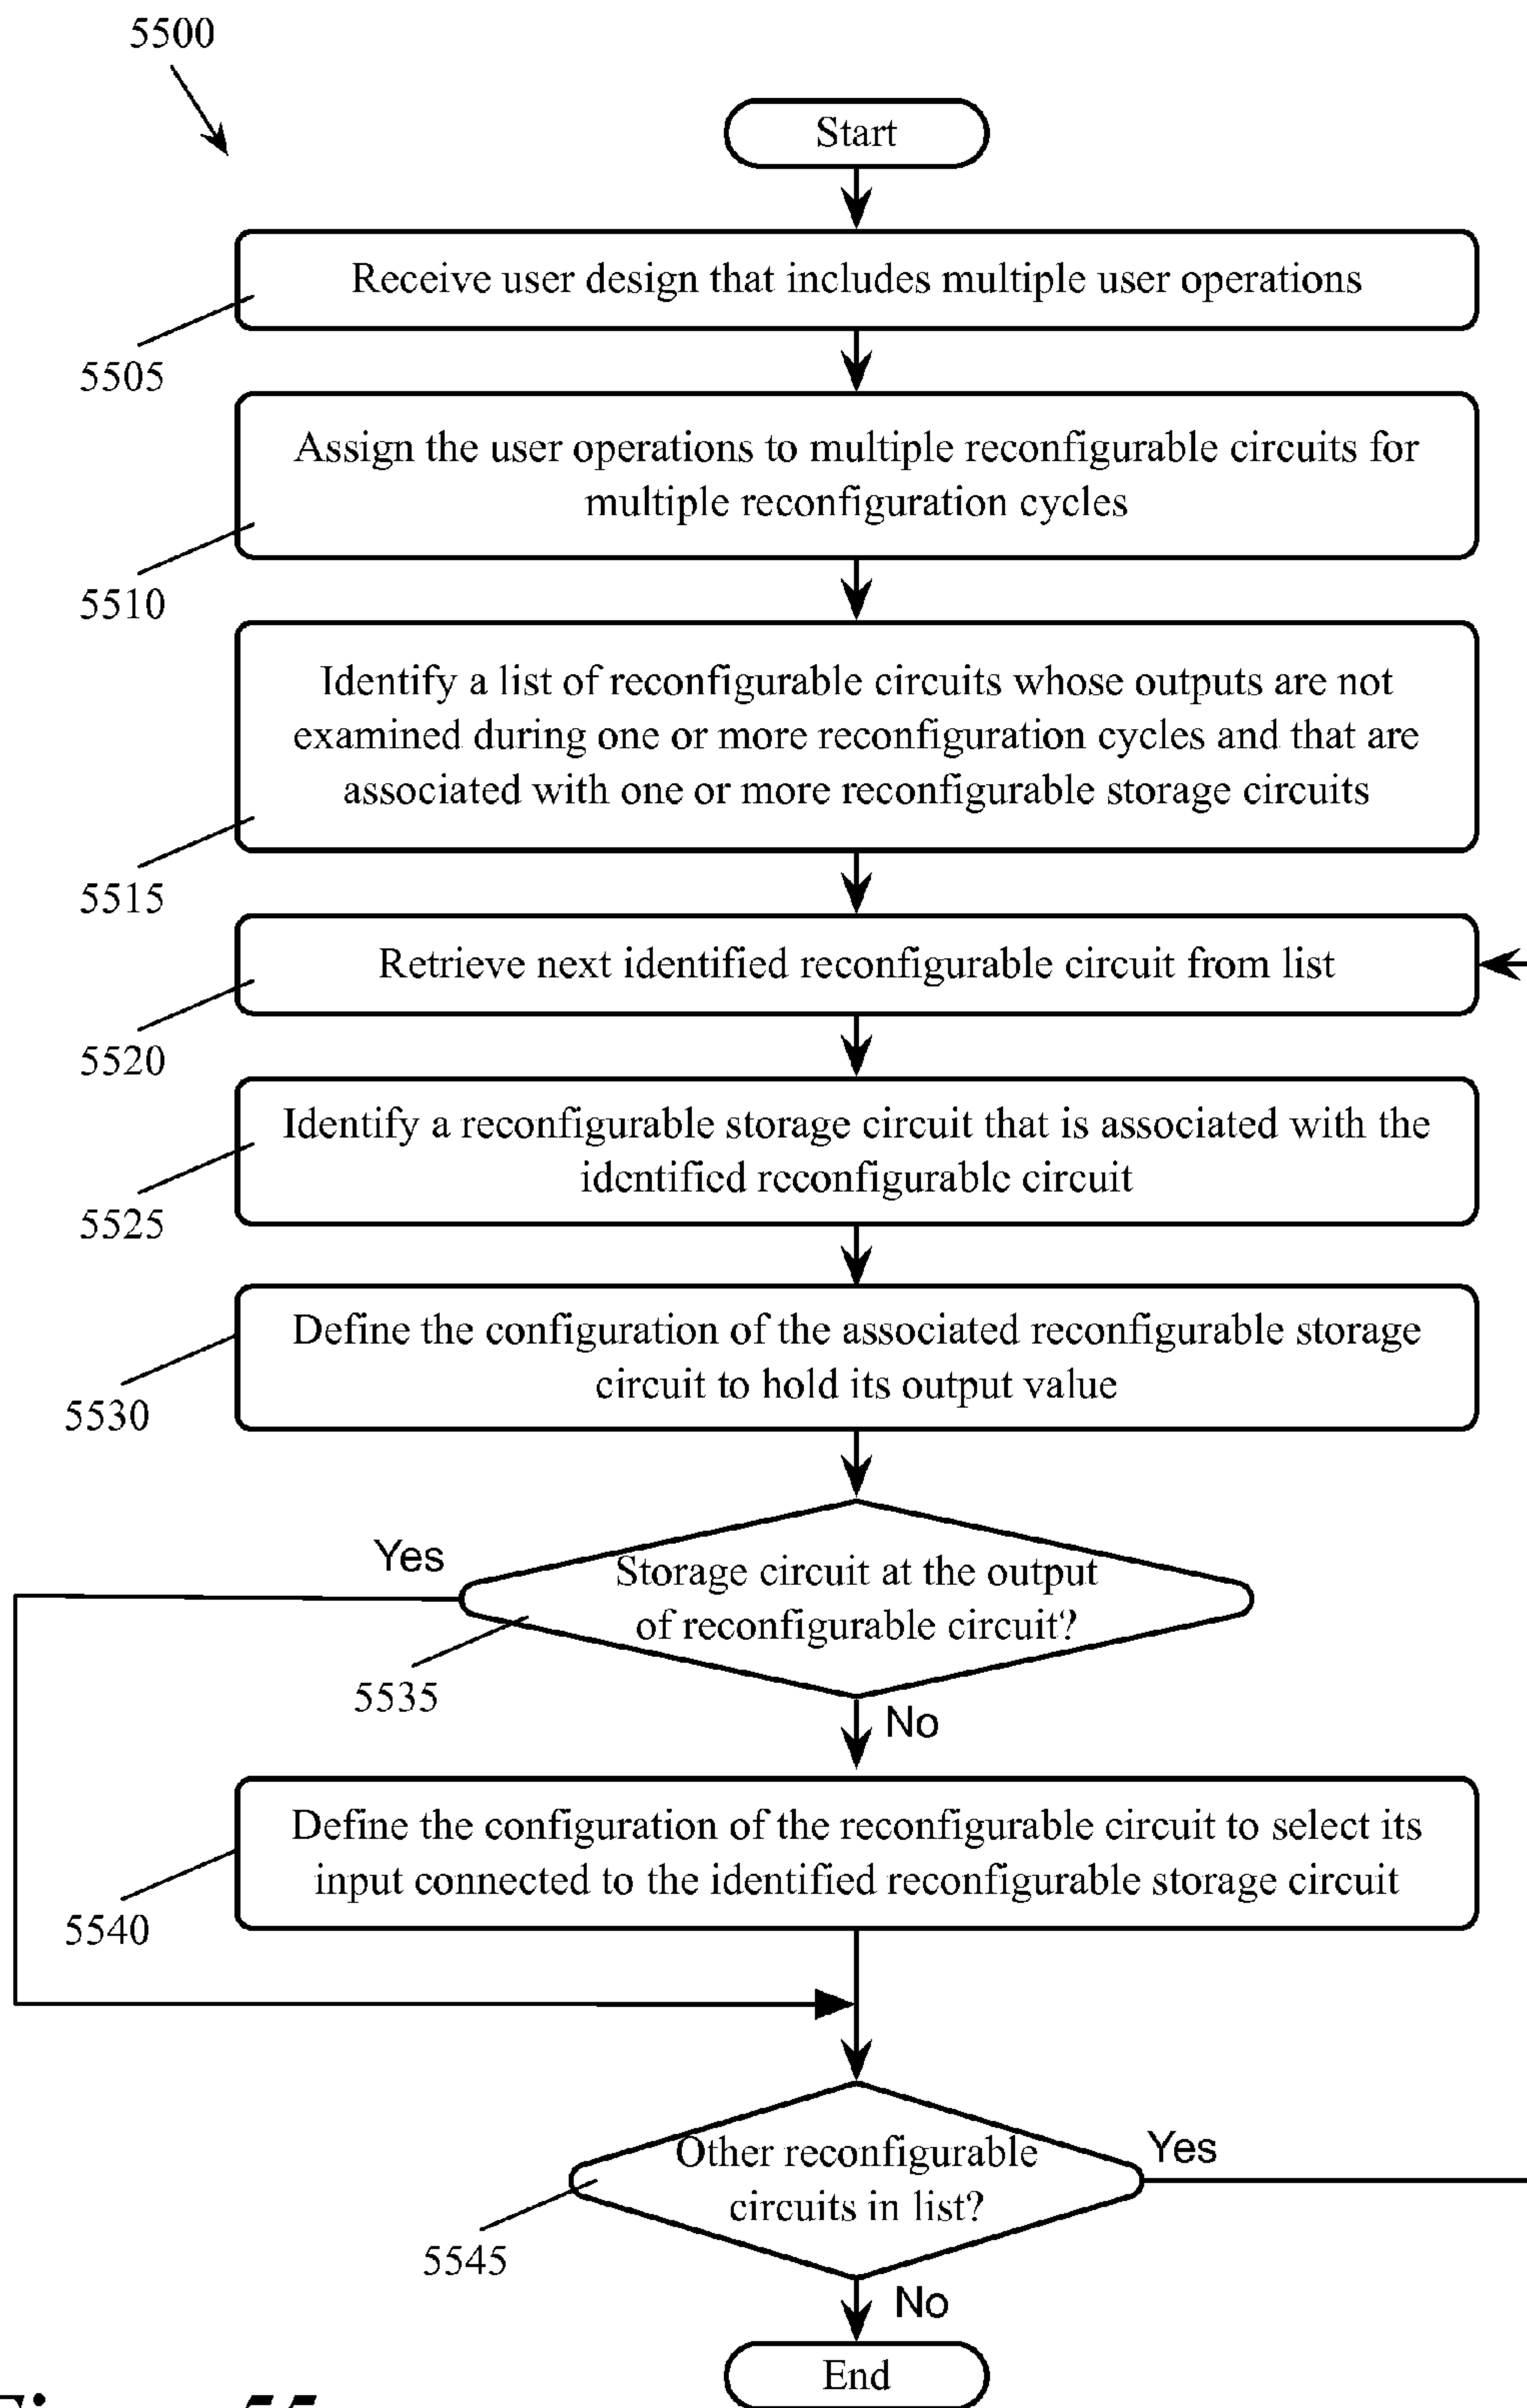 5500
Start
Receive user design that includes multiple user operations
5505
Assign the user operations to multiple reconfigurable circuits for
multiple reconfiguration cycles
5510
Identify a list of reconfigurable circuits whose outputs are not
examined during one or more reconfiguration cycles and that are
associated with one or more reconfigurable storage circuits
5515
Retrieve next identified reconfigurable circuit from list
5520
Identify a reconfigurable storage circuit that is associated with the
identified reconfigurable circuit
5525
Define the configuration of the associated reconfigurable storage
circuit to hold its output value
5530
Yes
Storage circuit at the output
of reconfigurable circuit?
5535
No
Define the configuration of the reconfigurable circuit to select its
input connected to the identified reconfigurable storage circuit
5540
Other reconfigurable
circuits in list?
Yes
5545
No
End